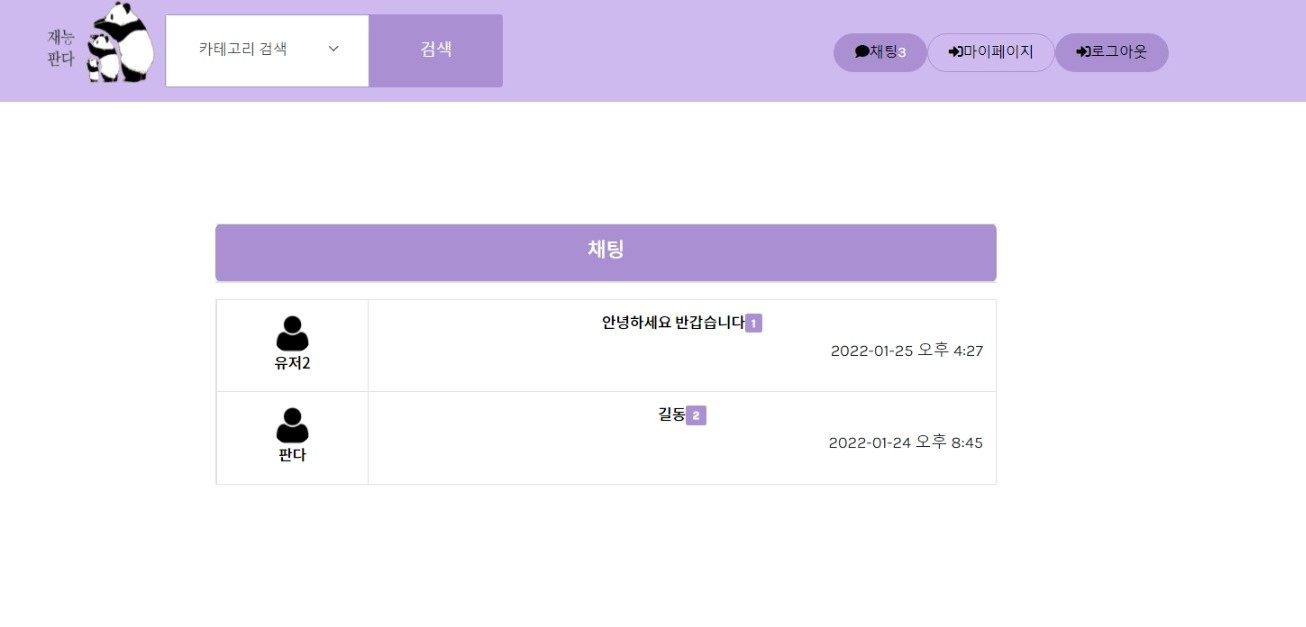 재능
판다
카테고리 검색
검색
채팅3
마이페이지
로그아웃
채팅
안녕하세요 반갑습니다 1
2022-01-25 오후 4:27
유저2
길동 2
2022-01-24 오후 8:45
판다